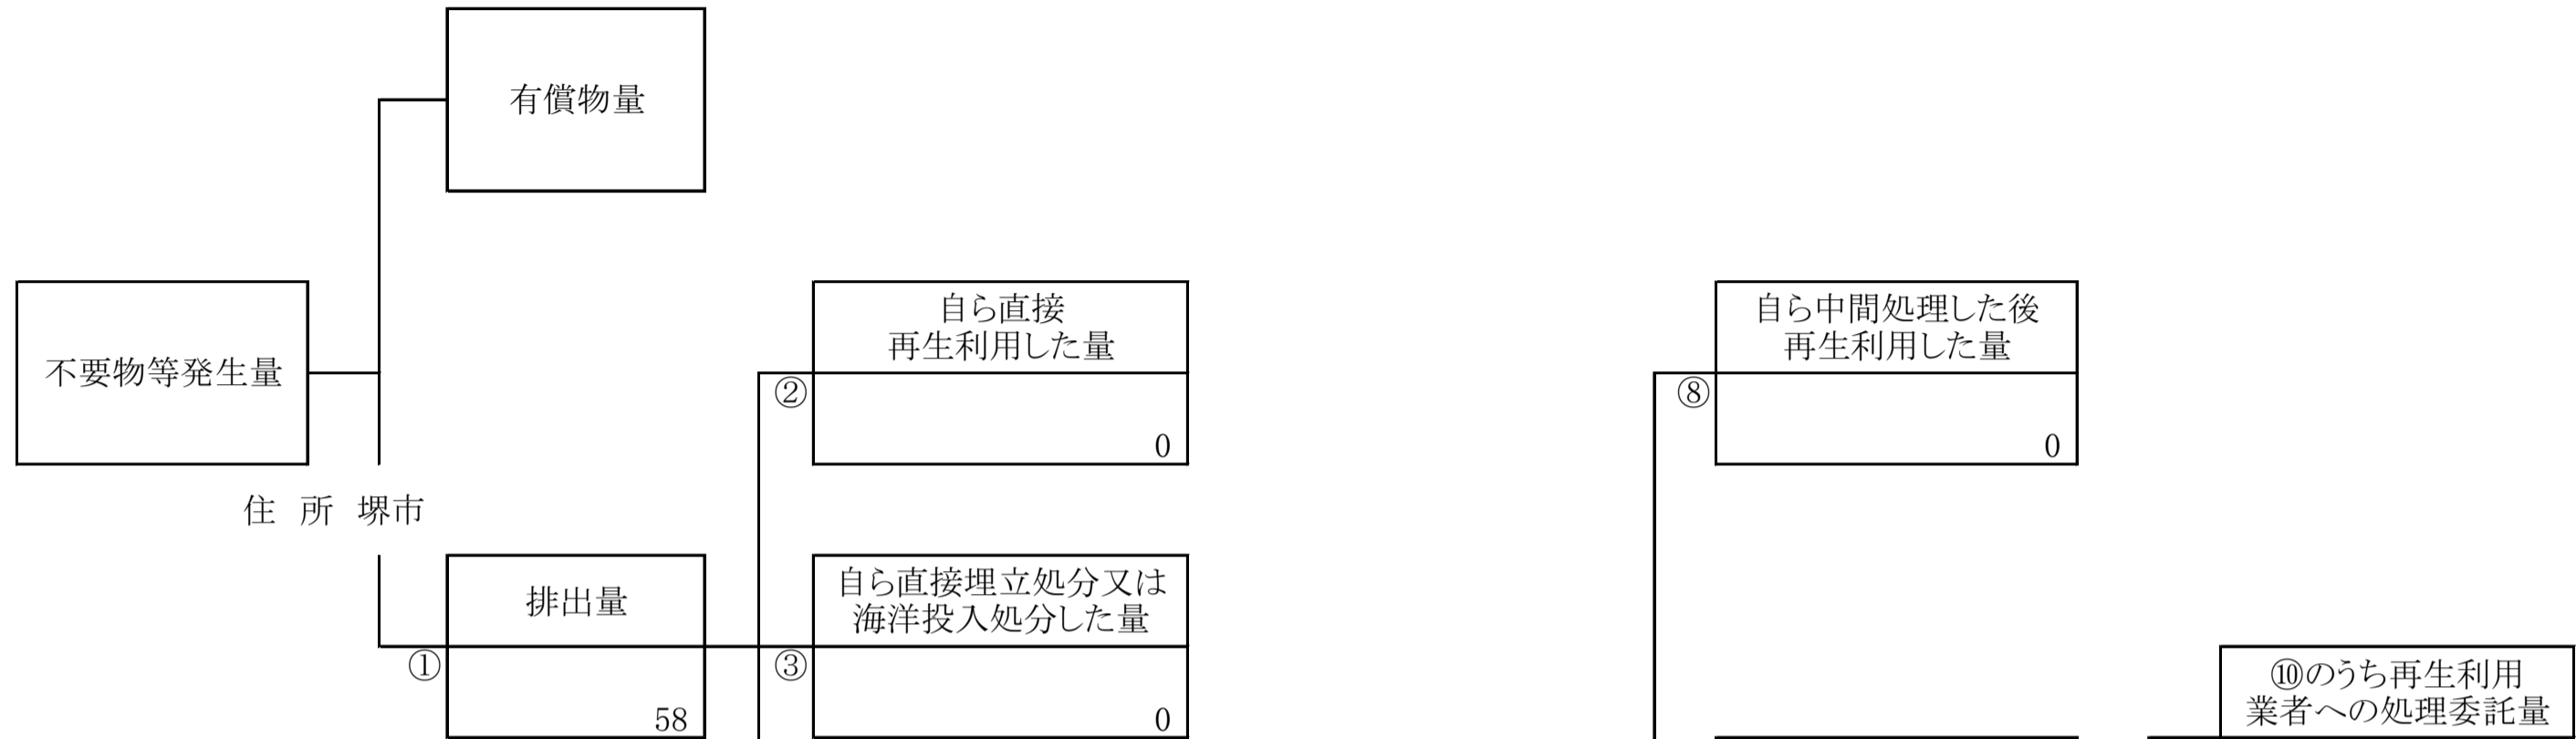 有償物量
不要物等発生量
自ら直接
再生利用した量
②
0
自ら中間処理した後
再生利用した量
⑧
0
住 所 堺市
排出量
①
58
自ら直接埋立処分又は
海洋投入処分した量
③
0
⑩のうち再生利用
業者への処理委託量